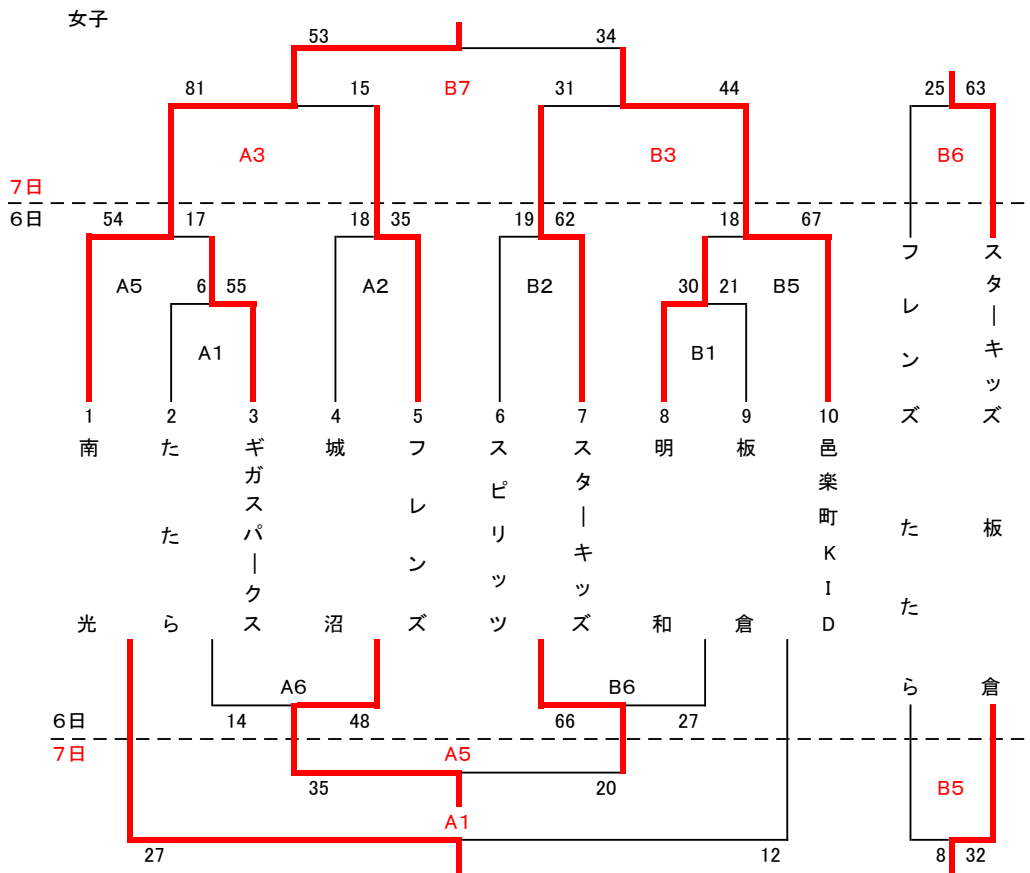 女子
53 34
81 15 B7 31 44 25 63
A3 B3 B6
7日
6日 54 17 18 35 19 62 18 67
A5 6 55 A2 B2 30 21 B5
A1 B1
フレンズ
スターキッズ
1 2 3 4 5 6 7 8 9 10
南光
たたら
ギガスパークス
城沼
フレンズ
スピリッツ
スターキッズ
明和
板倉
邑楽町KID
たたら
板倉
A6 B6
6日 14 48 66 27
7日 A5
35 20 B5
A1
27 12 8 32